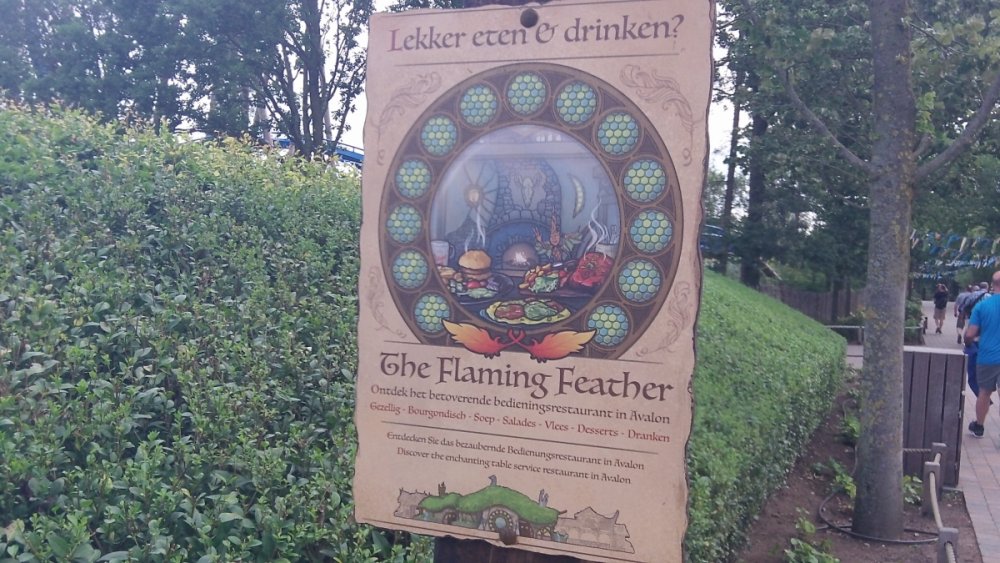 Lekker eten & drinken?
The Flaming Feather
Ontdek het betoverende bedieningsrestaurant in Avalon
Gezellig - Bourgondisch - Soep - Salades - Vlees - Desserts - Dranken
Entdecken Sie das bezaubernde Bedienungsrestaurant in Avalon
Discover the enchanting table service restaurant in Avalon